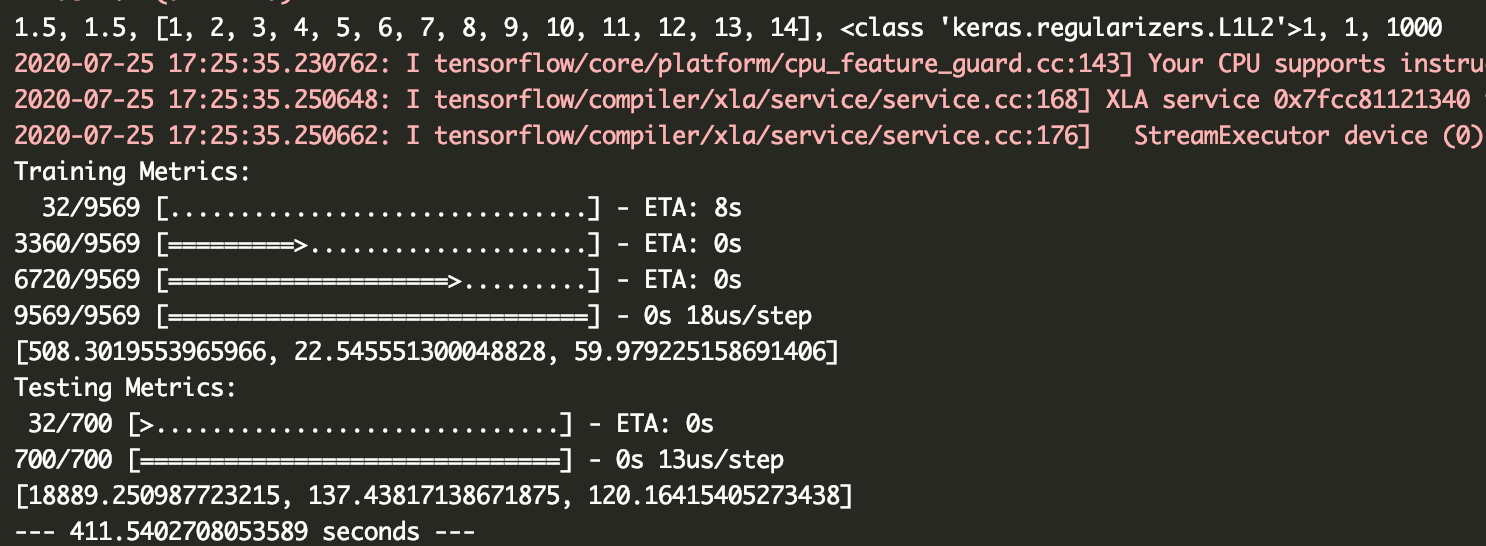 1.5, 1.5, [1, 2, 3, 4, 5, 6, 7, 8, 9, 10, 11, 12, 13, 14], <class 'keras.regularizers.L1L2'>1, 1, 1000
2020-07-25 17:25:35.230762: I tensorflow/core/platform/cpu_feature_guard.cc:143] Your CPU supports instru
2020-07-25 17:25:35.250648: I tensorflow/compiler/xla/service/service.cc:168] XLA service 0x7fcc81121340
2020-07-25 17:25:35.250662: I tensorflow/compiler/xla/service/service.cc:176]   StreamExecutor device (0)
Training Metrics:
  32/9569 [..............................] - ETA: 8s
3360/9569 [=========>....................] - ETA: 0s
6720/9569 [====================>.........] - ETA: 0s
9569/9569 [==============================] - 0s 18us/step
[508.3019553965966, 22.545551300048828, 59.979225158691406]
Testing Metrics:
 32/700 [>.............................] - ETA: 0s
700/700 [==============================] - 0s 13us/step
[18889.250987723215, 137.43817138671875, 120.16415405273438]
--- 411.5402708053589 seconds ---